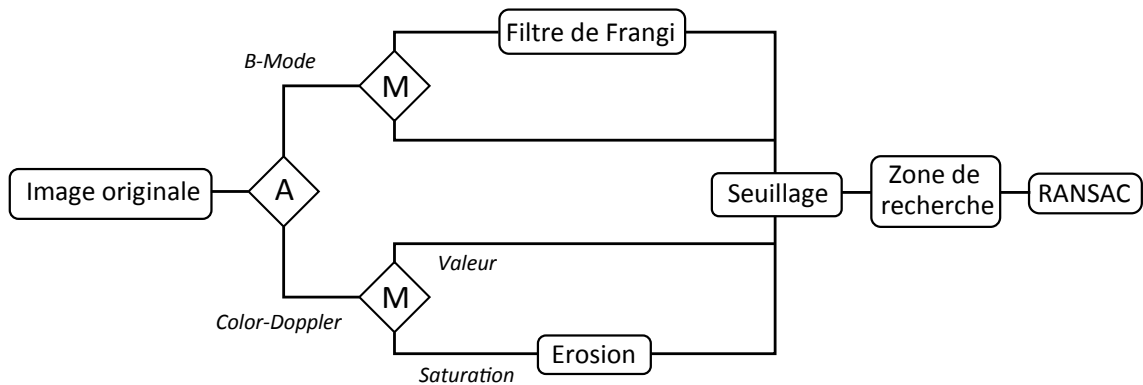 Filtre de Frangi
B-Mode
M
Image originale
A
Seuillage
Zone de
recherche
RANSAC
Valeur
M
Color-Doppler
Erosion
Saturation